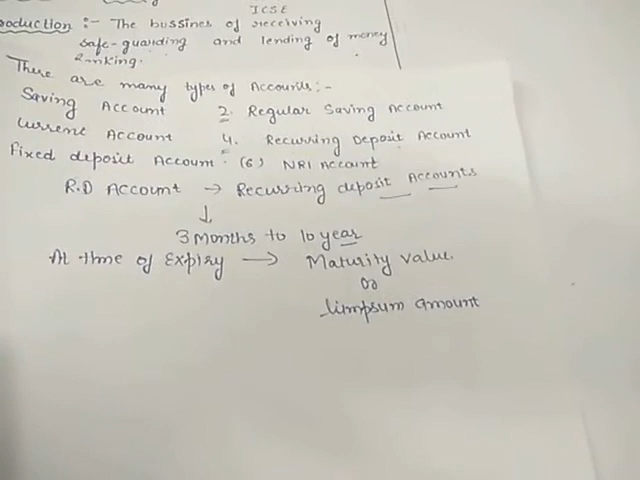 ICSE
roduction :- The bussines of receiving
safe-guarding and lending of money
Banking.
There are many types of Accounts :-
Saving Account 2. Regular Saving Account
Current Account 4. Recurring Deposit Account
Fixed deposit Account. (6) NRI Account
R.D Account → Recurring deposit Accounts
↓
3 Months to 10 year
At time of Expiry → Maturity value.
Or
limpsum amount